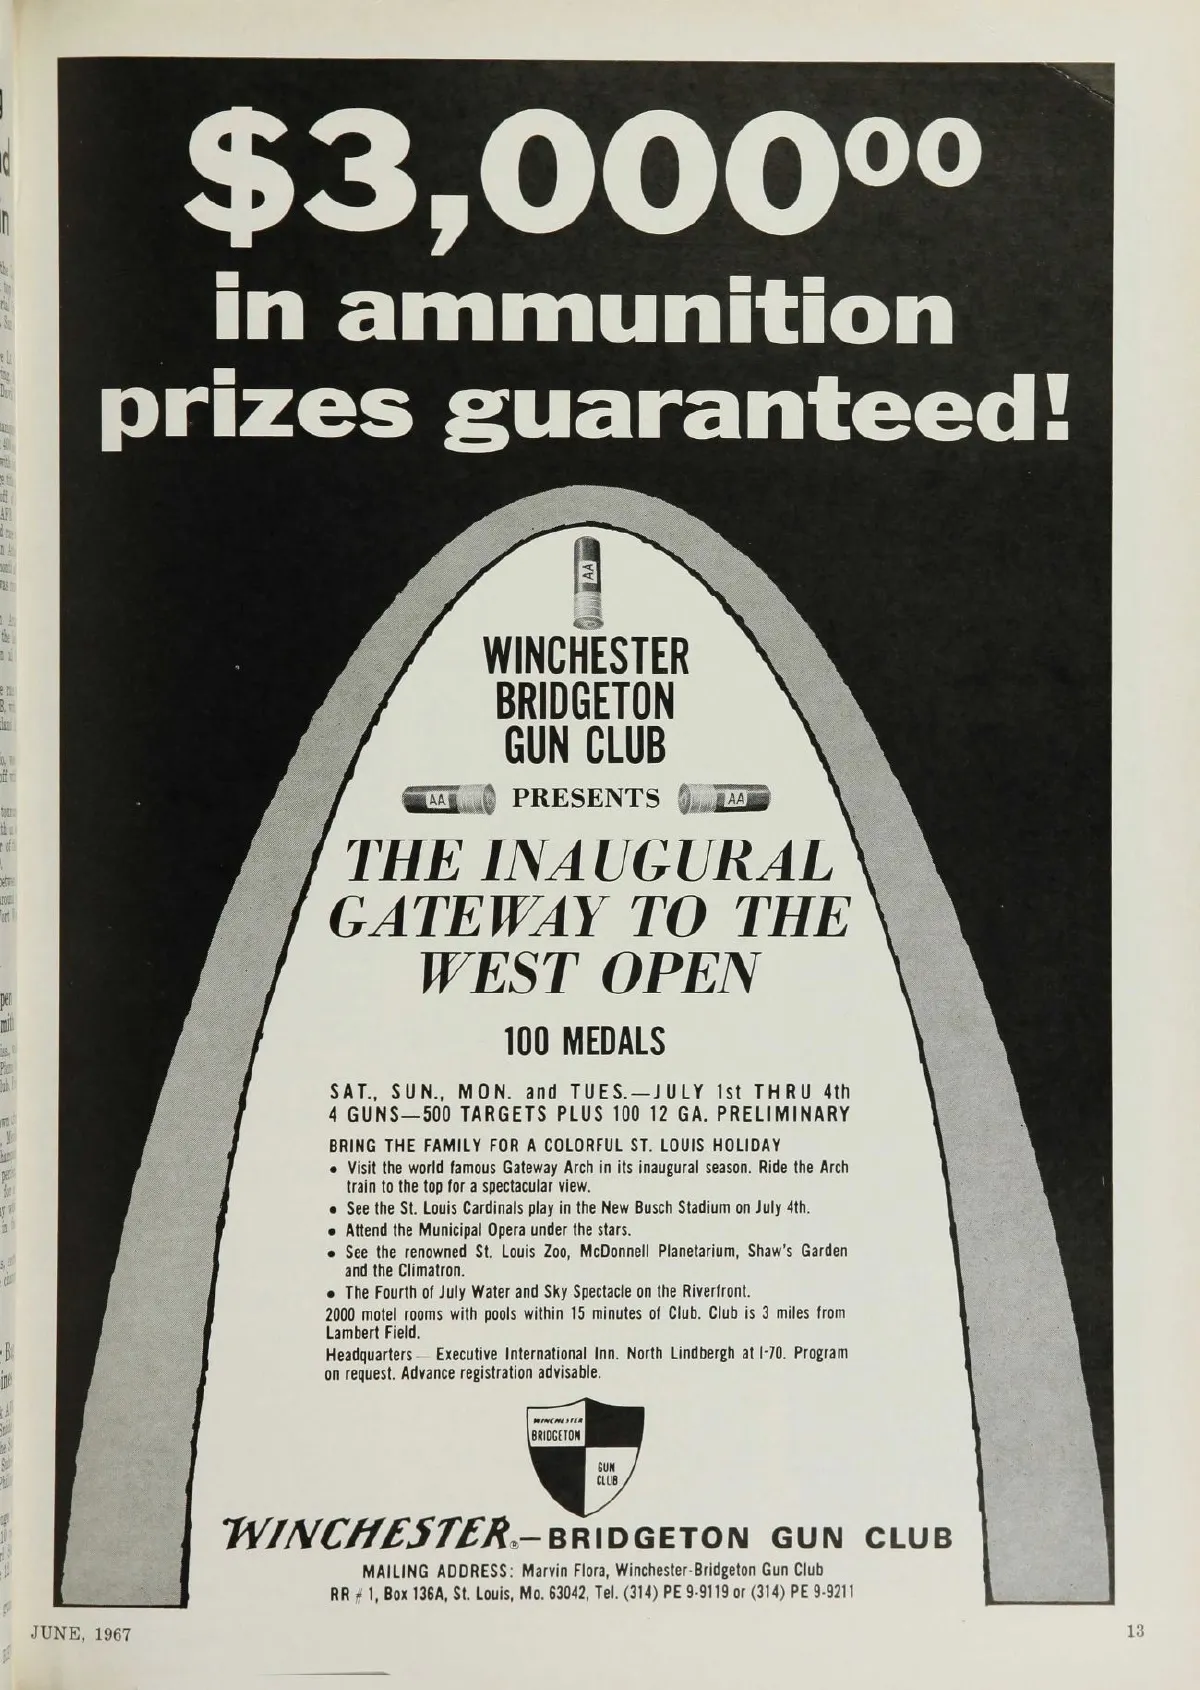 $3,000⁰⁰
in ammunition
prizes guaranteed!
AA
WINCHESTER
BRIDGETON
GUN CLUB
AA PRESENTS AA
THE INAUGURAL
GATEWAY TO THE
WEST OPEN
100 MEDALS
SAT., SUN., MON. and TUES.—JULY 1st THRU 4th
4 GUNS—500 TARGETS PLUS 100 12 GA. PRELIMINARY
BRING THE FAMILY FOR A COLORFUL ST. LOUIS HOLIDAY
• Visit the world famous Gateway Arch in its inaugural season. Ride the Arch
train to the top for a spectacular view.
• See the St. Louis Cardinals play in the New Busch Stadium on July 4th.
• Attend the Municipal Opera under the stars.
• See the renowned St. Louis Zoo, McDonnell Planetarium, Shaw's Garden
and the Climatron.
• The Fourth of July Water and Sky Spectacle on the Riverfront.
2000 motel rooms with pools within 15 minutes of Club. Club is 3 miles from
Lambert Field.
Headquarters — Executive International Inn. North Lindbergh at I-70. Program
on request. Advance registration advisable.
WINCHESTER
BRIDGETON
GUN
CLUB
WINCHESTER®—BRIDGETON GUN CLUB
MAILING ADDRESS: Marvin Flora, Winchester-Bridgeton Gun Club
RR # 1, Box 136A, St. Louis, Mo. 63042, Tel. (314) PE 9-9119 or (314) PE 9-9211
JUNE, 1967
13